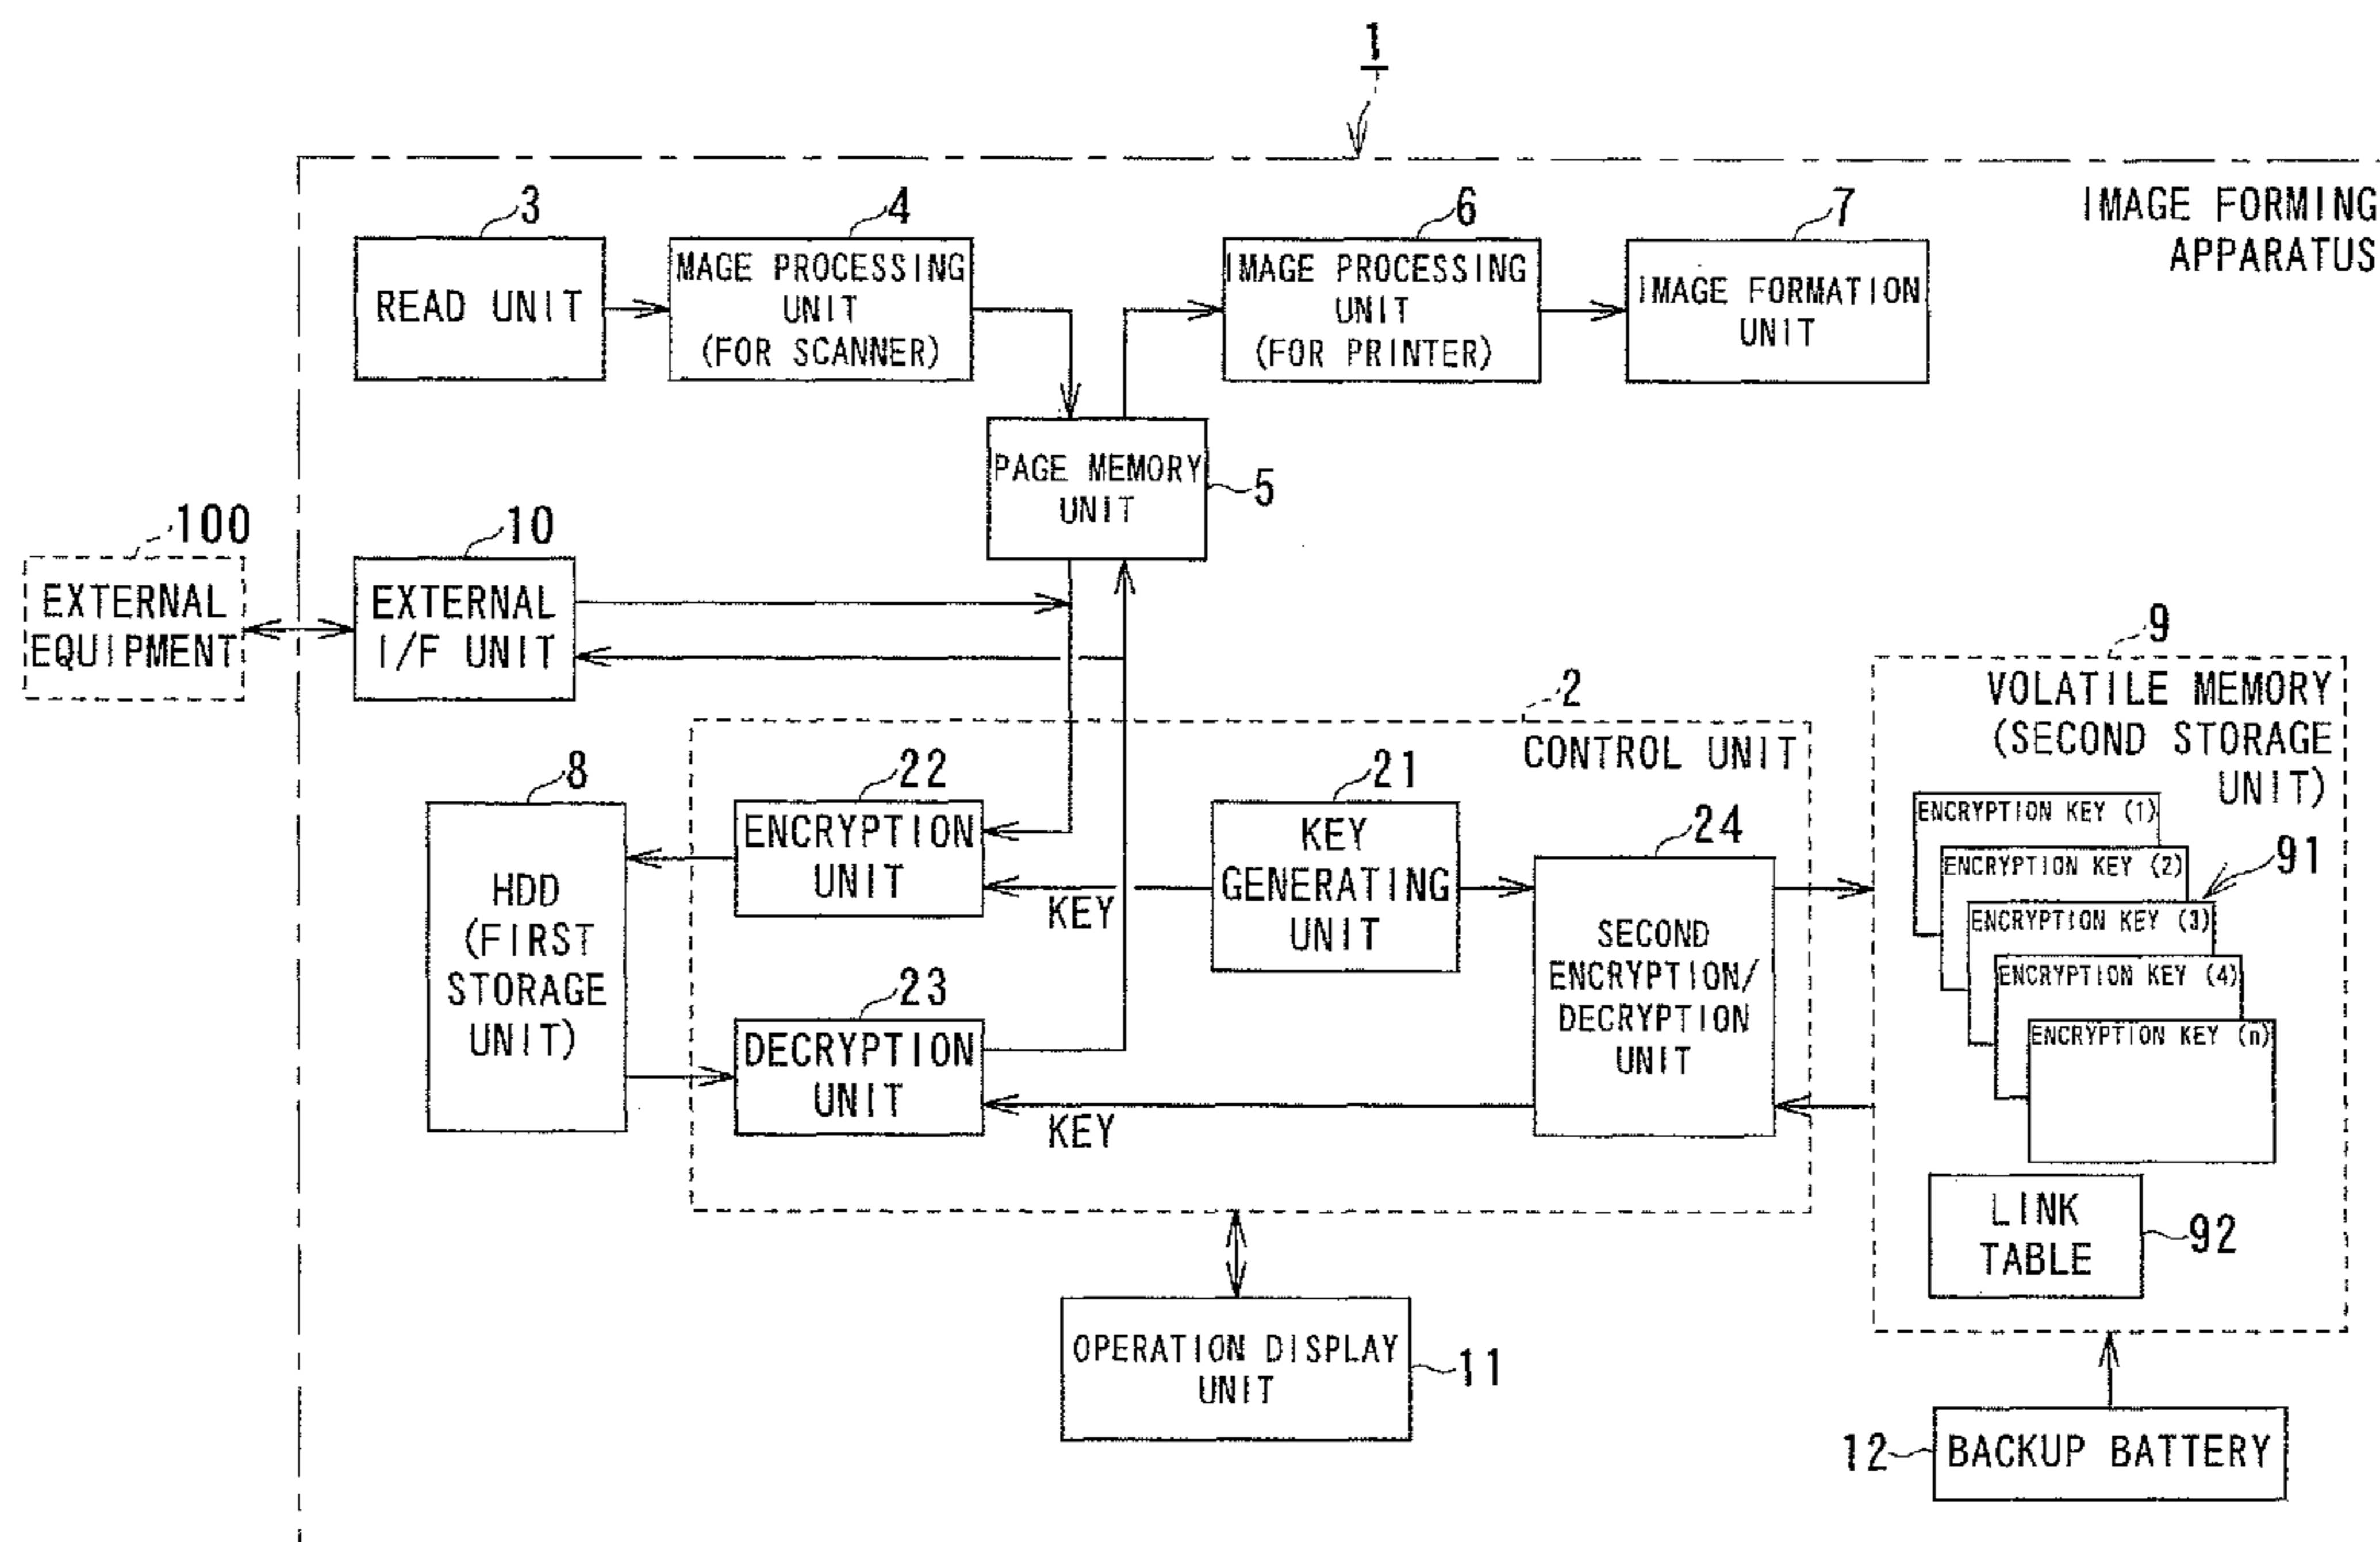 1
IMAGE FORMING
APPARATUS
3
READ UNIT
4
MAGE PROCESSING
UNIT
(FOR SCANNER)
6
IMAGE PROCESSING
UNIT
(FOR PRINTER)
7
IMAGE FORMATION
UNIT
PAGE MEMORY
UNIT
5
100
EXTERNAL
EQUIPMENT
10
EXTERNAL
I/F UNIT
2
CONTROL UNIT
8
HDD
(FIRST
STORAGE
UNIT)
22
ENCRYPTION
UNIT
KEY
21
KEY
GENERATING
UNIT
23
DECRYPTION
UNIT
KEY
24
SECOND
ENCRYPTION/
DECRYPTION
UNIT
9
VOLATILE MEMORY
(SECOND STORAGE
UNIT)
ENCRYPTION KEY (1)
ENCRYPTION KEY (2)
91
ENCRYPTION KEY (3)
ENCRYPTION KEY (4)
ENCRYPTION KEY (n)
LINK
TABLE
92
OPERATION DISPLAY
UNIT
11
12
BACKUP BATTERY